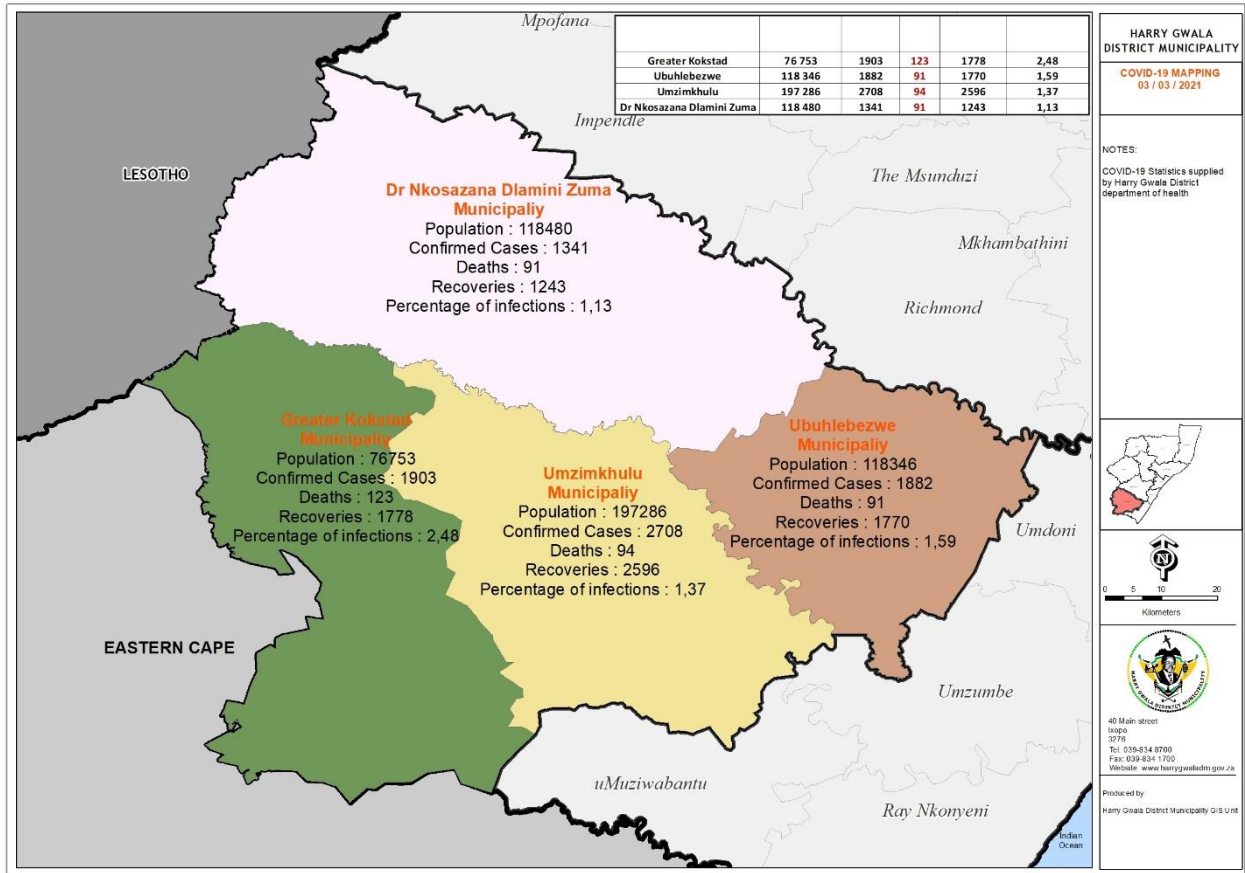 Mpofana
Greater Kokstad 76 753 1903 123 1778 2,48
Ubuhlebezwe 118 346 1882 91 1770 1,59
Umzimkhulu 197 286 2708 94 2596 1,37
Dr Nkosazana Dlamini Zuma 118 480 1341 91 1243 1,13
Impendle
LESOTHO
The Msunduzi
Dr Nkosazana Dlamini Zuma
Municipaliy
Population : 118480
Confirmed Cases : 1341
Deaths : 91
Recoveries : 1243
Percentage of infections : 1,13
Mkhambathini
Richmond
Greater Kokstad
Municipaliy
Population : 76753
Confirmed Cases : 1903
Deaths : 123
Recoveries : 1778
Percentage of infections : 2,48
Umzimkhulu
Municipaliy
Population : 197286
Confirmed Cases : 2708
Deaths : 94
Recoveries : 2596
Percentage of infections : 1,37
Ubuhlebezwe
Municipaliy
Population : 118346
Confirmed Cases : 1882
Deaths : 91
Recoveries : 1770
Percentage of infections : 1,59
Umdoni
EASTERN CAPE
Umzumbe
uMuziwabantu
Ray Nkonyeni
Indian
Ocean
HARRY GWALA
DISTRICT MUNICIPALITY
COVID-19 MAPPING
03 / 03 / 2021
NOTES:
COVID-19 Statistics supplied
by Harry Gwala District
department of health
N
0 5 10 20
Kilometers
HARRY GWALA DISTRICT MUNICIPALITY
40 Main street
Ixopo
3276
Tel: 039-834 8700
Fax: 039-834 1700
Website: www.harrygwaladm.gov.za
Produced by:
Harry Gwala District Municipality GIS Unit